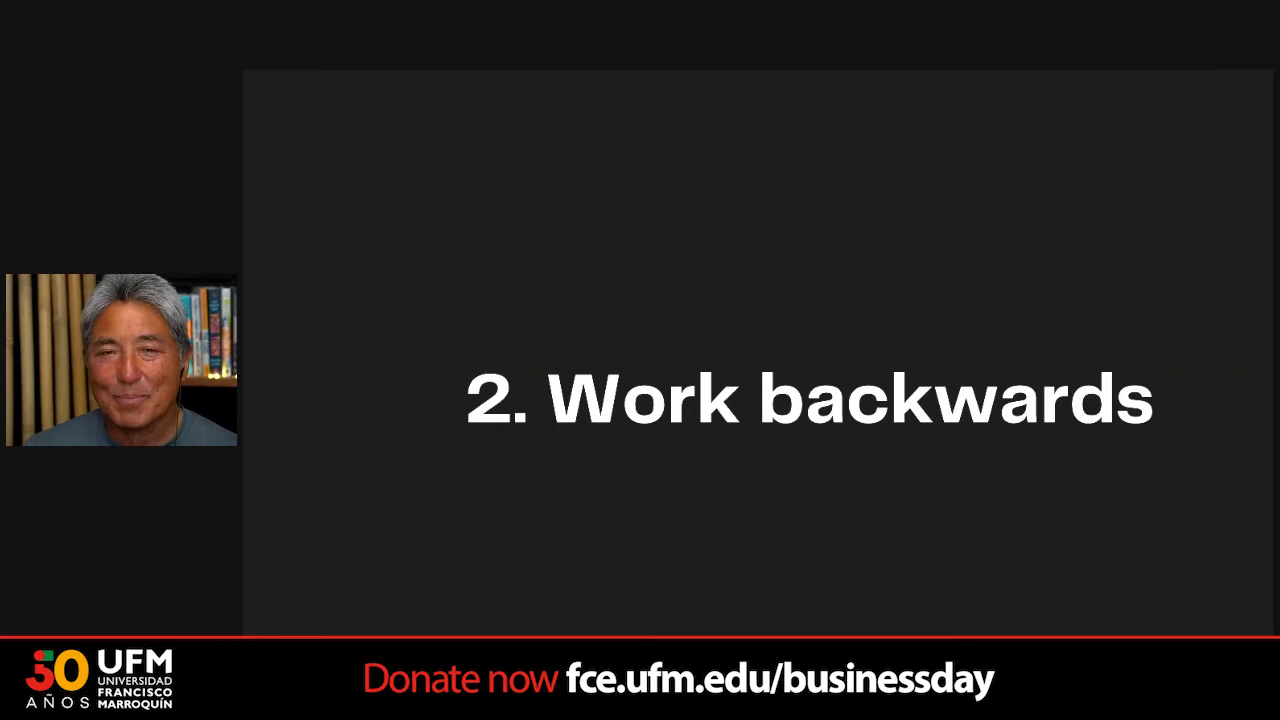 2. Work backwards
50 UFM
AÑOS
UNIVERSIDAD
FRANCISCO
MARROQUÍN
Donate now fce.ufm.edu/businessday